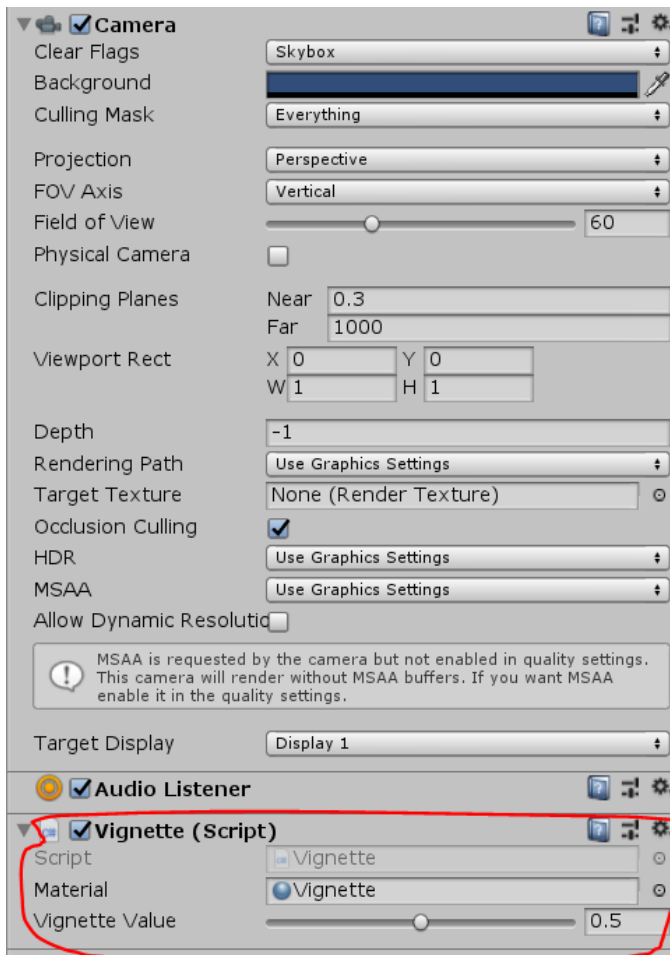 Camera
Clear Flags Skybox
Background
Culling Mask Everything
Projection Perspective
FOV Axis Vertical
Field of View 60
Physical Camera
Clipping Planes Near 0.3
Far 1000
Viewport Rect X 0 Y 0
W 1 H 1
Depth -1
Rendering Path Use Graphics Settings
Target Texture None (Render Texture)
Occlusion Culling
HDR Use Graphics Settings
MSAA Use Graphics Settings
Allow Dynamic Resolutio
MSAA is requested by the camera but not enabled in quality settings.
This camera will render without MSAA buffers. If you want MSAA
enable it in the quality settings.
Target Display Display 1
Audio Listener
Vignette (Script)
Script Vignette
Material Vignette
Vignette Value 0.5